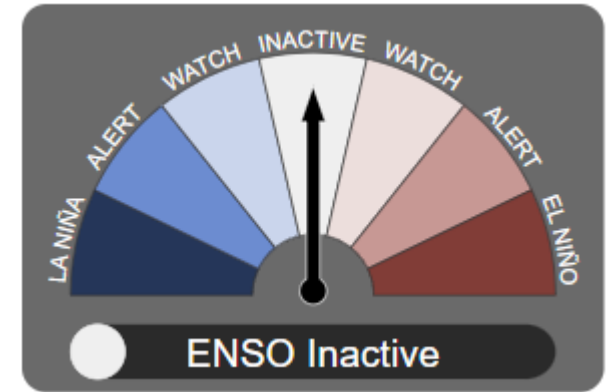 LA NIÑA
ALERT
WATCH
INACTIVE
WATCH
ALERT
EL NIÑO
ENSO Inactive